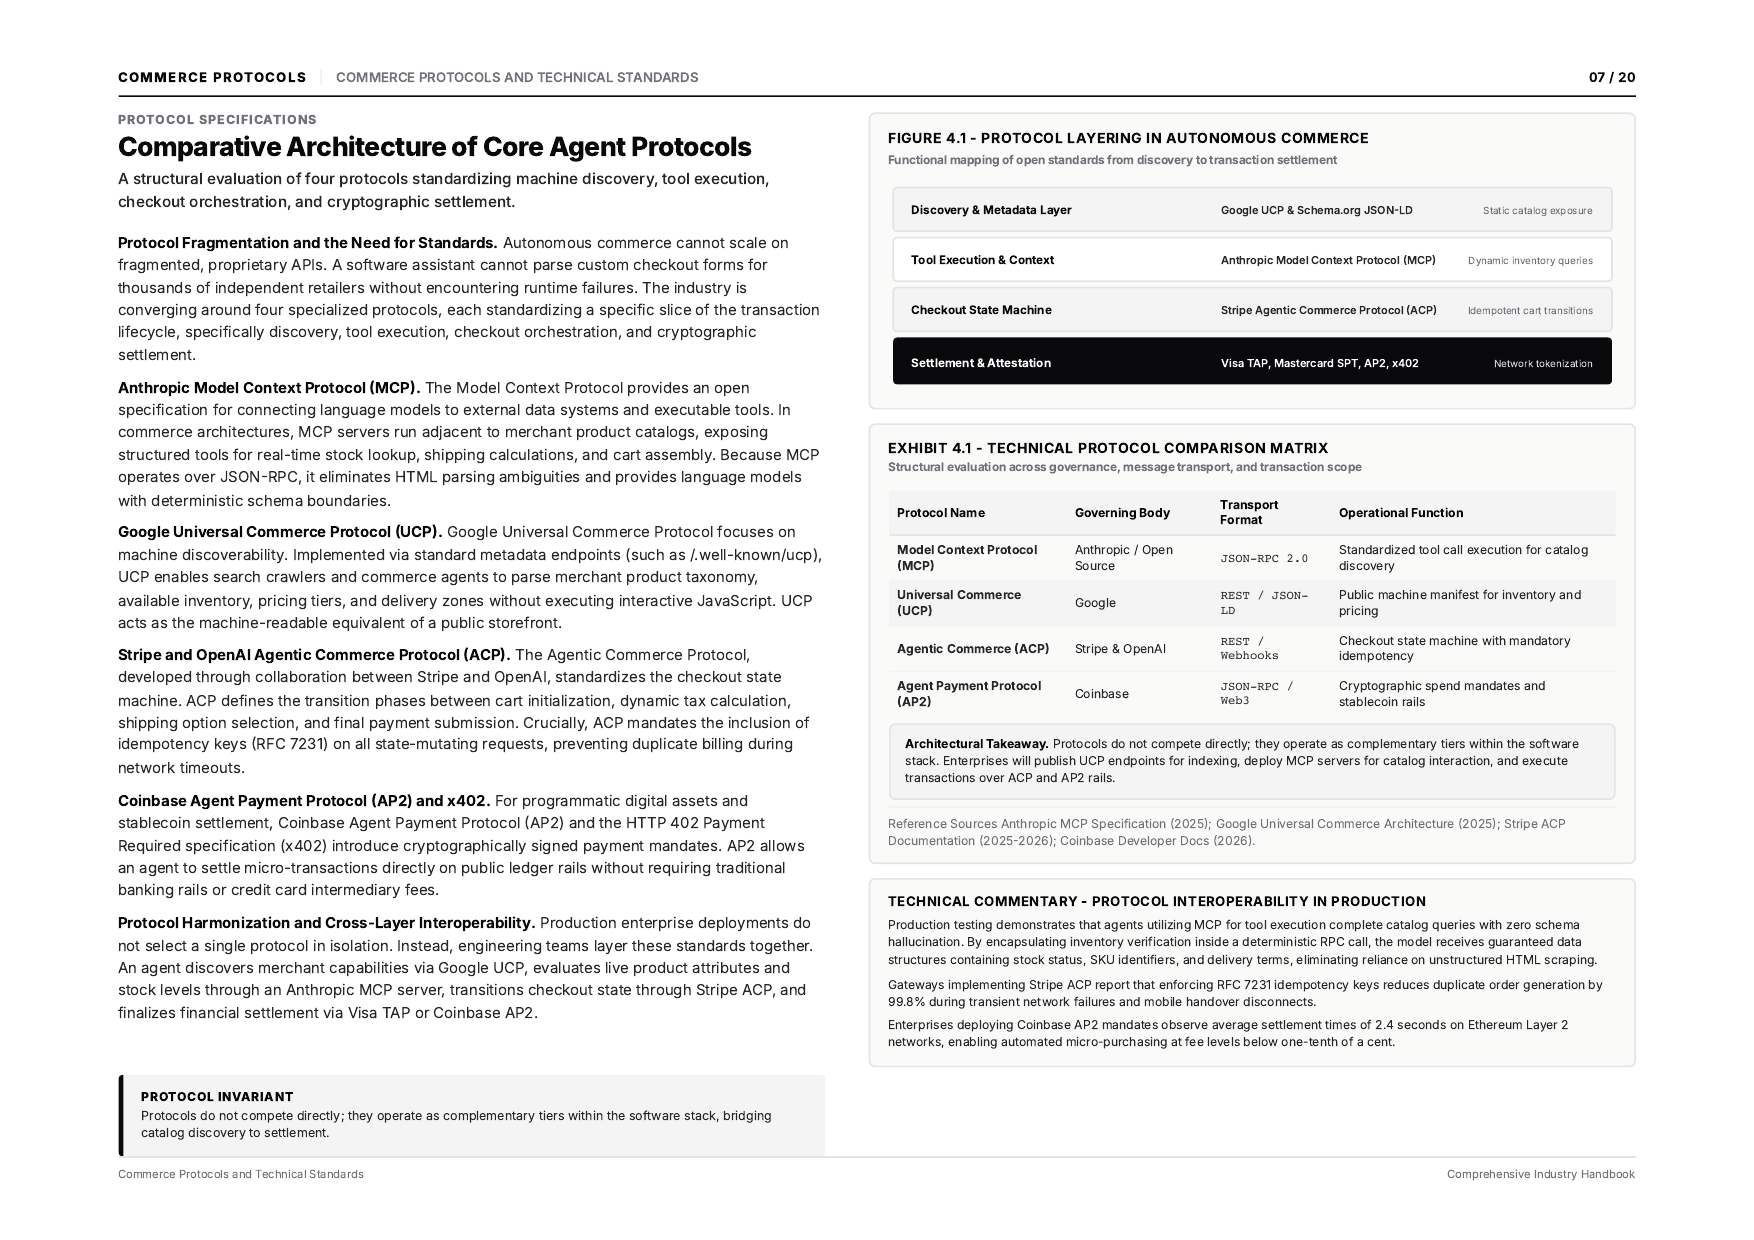 COMMERCE PROTOCOLS COMMERCE PROTOCOLS AND TECHNICAL STANDARDS 07 / 20
PROTOCOL SPECIFICATIONS
Comparative Architecture of Core Agent Protocols
A structural evaluation of four protocols standardizing machine discovery, tool execution,
checkout orchestration, and cryptographic settlement.
Protocol Fragmentation and the Need for Standards. Autonomous commerce cannot scale on
fragmented, proprietary APIs. A software assistant cannot parse custom checkout forms for
thousands of independent retailers without encountering runtime failures. The industry is
converging around four specialized protocols, each standardizing a specific slice of the transaction
lifecycle, specifically discovery, tool execution, checkout orchestration, and cryptographic
settlement.
Anthropic Model Context Protocol (MCP). The Model Context Protocol provides an open
specification for connecting language models to external data systems and executable tools. In
commerce architectures, MCP servers run adjacent to merchant product catalogs, exposing
structured tools for real-time stock lookup, shipping calculations, and cart assembly. Because MCP
operates over JSON-RPC, it eliminates HTML parsing ambiguities and provides language models
with deterministic schema boundaries.
Google Universal Commerce Protocol (UCP). Google Universal Commerce Protocol focuses on
machine discoverability. Implemented via standard metadata endpoints (such as /.well-known/ucp),
UCP enables search crawlers and commerce agents to parse merchant product taxonomy,
available inventory, pricing tiers, and delivery zones without executing interactive JavaScript. UCP
acts as the machine-readable equivalent of a public storefront.
Stripe and OpenAI Agentic Commerce Protocol (ACP). The Agentic Commerce Protocol,
developed through collaboration between Stripe and OpenAI, standardizes the checkout state
machine. ACP defines the transition phases between cart initialization, dynamic tax calculation,
shipping option selection, and final payment submission. Crucially, ACP mandates the inclusion of
idempotency keys (RFC 7231) on all state-mutating requests, preventing duplicate billing during
network timeouts.
Coinbase Agent Payment Protocol (AP2) and x402. For programmatic digital assets and
stablecoin settlement, Coinbase Agent Payment Protocol (AP2) and the HTTP 402 Payment
Required specification (x402) introduce cryptographically signed payment mandates. AP2 allows
an agent to settle micro-transactions directly on public ledger rails without requiring traditional
banking rails or credit card intermediary fees.
Protocol Harmonization and Cross-Layer Interoperability. Production enterprise deployments do
not select a single protocol in isolation. Instead, engineering teams layer these standards together.
An agent discovers merchant capabilities via Google UCP, evaluates live product attributes and
stock levels through an Anthropic MCP server, transitions checkout state through Stripe ACP, and
finalizes financial settlement via Visa TAP or Coinbase AP2.
PROTOCOL INVARIANT
Protocols do not compete directly; they operate as complementary tiers within the software stack, bridging
catalog discovery to settlement.
FIGURE 4.1 - PROTOCOL LAYERING IN AUTONOMOUS COMMERCE
Functional mapping of open standards from discovery to transaction settlement
Discovery & Metadata Layer Google UCP & Schema.org JSON-LD Static catalog exposure
Tool Execution & Context Anthropic Model Context Protocol (MCP) Dynamic inventory queries
Checkout State Machine Stripe Agentic Commerce Protocol (ACP) Idempotent cart transitions
Settlement & Attestation Visa TAP, Mastercard SPT, AP2, x402 Network tokenization
EXHIBIT 4.1 - TECHNICAL PROTOCOL COMPARISON MATRIX
Structural evaluation across governance, message transport, and transaction scope
Protocol Name Governing Body Transport
Format Operational Function
Model Context Protocol
(MCP) Anthropic / Open
Source JSON-RPC 2.0 Standardized tool call execution for catalog
discovery
Universal Commerce
(UCP) Google REST / JSON-
LD Public machine manifest for inventory and
pricing
Agentic Commerce (ACP) Stripe & OpenAI REST /
Webhooks Checkout state machine with mandatory
idempotency
Agent Payment Protocol
(AP2) Coinbase JSON-RPC /
Web3 Cryptographic spend mandates and
stablecoin rails
Architectural Takeaway. Protocols do not compete directly; they operate as complementary tiers within the software
stack. Enterprises will publish UCP endpoints for indexing, deploy MCP servers for catalog interaction, and execute
transactions over ACP and AP2 rails.
Reference Sources Anthropic MCP Specification (2025); Google Universal Commerce Architecture (2025); Stripe ACP
Documentation (2025-2026); Coinbase Developer Docs (2026).
TECHNICAL COMMENTARY - PROTOCOL INTEROPERABILITY IN PRODUCTION
Production testing demonstrates that agents utilizing MCP for tool execution complete catalog queries with zero schema
hallucination. By encapsulating inventory verification inside a deterministic RPC call, the model receives guaranteed data
structures containing stock status, SKU identifiers, and delivery terms, eliminating reliance on unstructured HTML scraping.
Gateways implementing Stripe ACP report that enforcing RFC 7231 idempotency keys reduces duplicate order generation by
99.8% during transient network failures and mobile handover disconnects.
Enterprises deploying Coinbase AP2 mandates observe average settlement times of 2.4 seconds on Ethereum Layer 2
networks, enabling automated micro-purchasing at fee levels below one-tenth of a cent.
Commerce Protocols and Technical Standards Comprehensive Industry Handbook